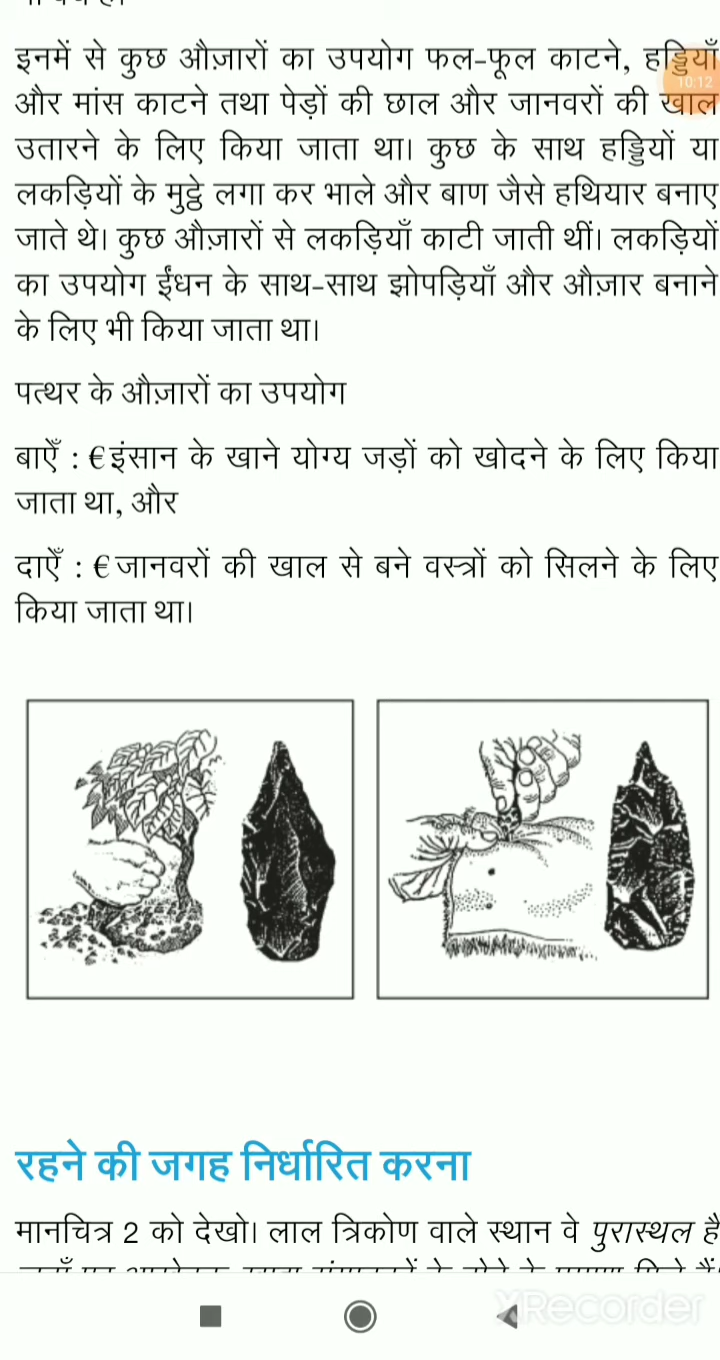 इनमें से कुछ औज़ारों का उपयोग फल-फूल काटने, हड्डियाँ
10:12
और मांस काटने तथा पेड़ों की छाल और जानवरों की खाल
उतारने के लिए किया जाता था। कुछ के साथ हड्डियों या
लकड़ियों के मुट्ठे लगा कर भाले और बाण जैसे हथियार बनाए
जाते थे। कुछ औज़ारों से लकड़ियाँ काटी जाती थीं। लकड़ियों
का उपयोग ईंधन के साथ-साथ झोपड़ियाँ और औज़ार बनाने
के लिए भी किया जाता था।
पत्थर के औज़ारों का उपयोग
बाएँ : €इंसान के खाने योग्य जड़ों को खोदने के लिए किया
जाता था, और
दाएँ : €जानवरों की खाल से बने वस्त्रों को सिलने के लिए
किया जाता था।
रहने की जगह निर्धारित करना
मानचित्र 2 को देखो। लाल त्रिकोण वाले स्थान वे पुरास्थल हैं
XRecorder